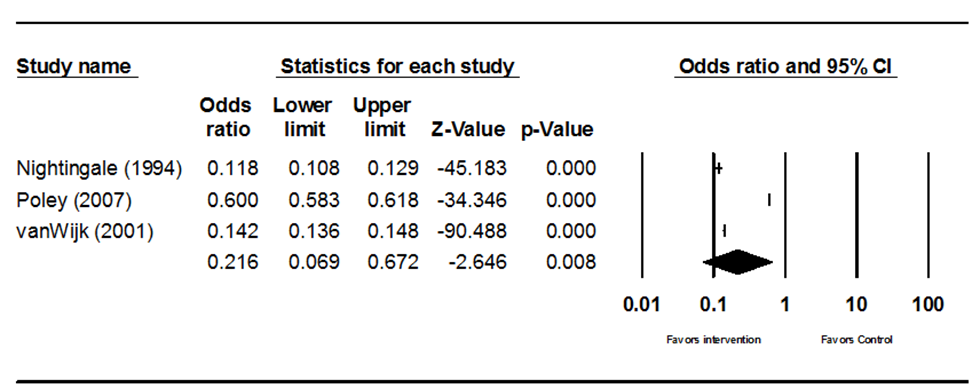 Study name Statistics for each study Odds ratio and 95% CI
Odds Lower Upper
ratio limit limit Z-Value p-Value
Nightingale (1994) 0.118 0.108 0.129 -45.183 0.000
Poley (2007) 0.600 0.583 0.618 -34.346 0.000
vanWijk (2001) 0.142 0.136 0.148 -90.488 0.000
0.216 0.069 0.672 -2.646 0.008
0.01 0.1 1 10 100
Favors intervention Favors Control